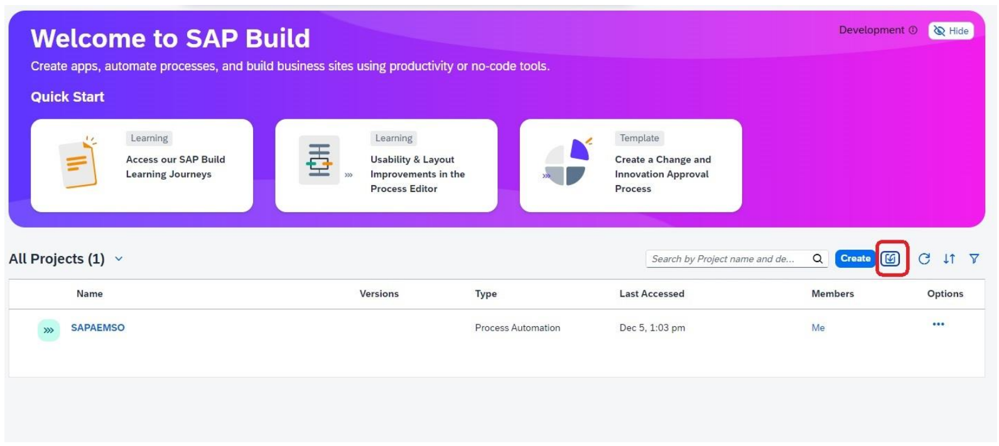 Welcome to SAP Build
Development
Hide
Create apps, automate processes, and build business sites using productivity or no-code tools.
Quick Start
Learning
Access our SAP Build
Learning Journeys
Learning
Usability & Layout
Improvements in the
Process Editor
Template
Create a Change and
Innovation Approval
Process
All Projects (1)
Search by Project name and de...
Create
Name Versions Type Last Accessed Members Options
SAPAEMSO Process Automation Dec 5, 1:03 pm Me